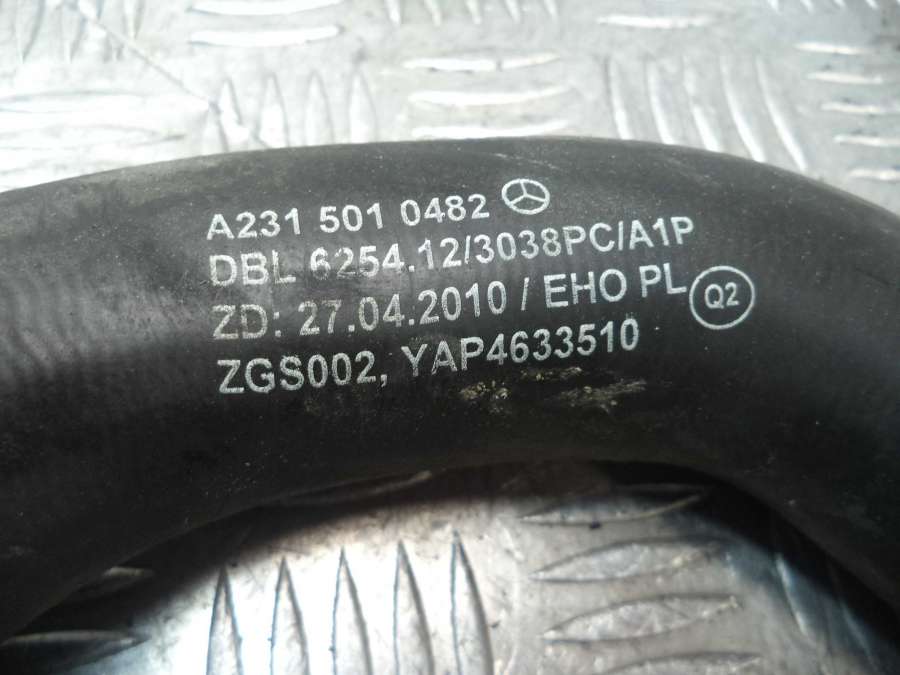 A231 501 0482
DBL 6254.12/3038PC/A1P
ZD: 27.04.2010 / EHO PL Q2
ZGS002, YAP4633510